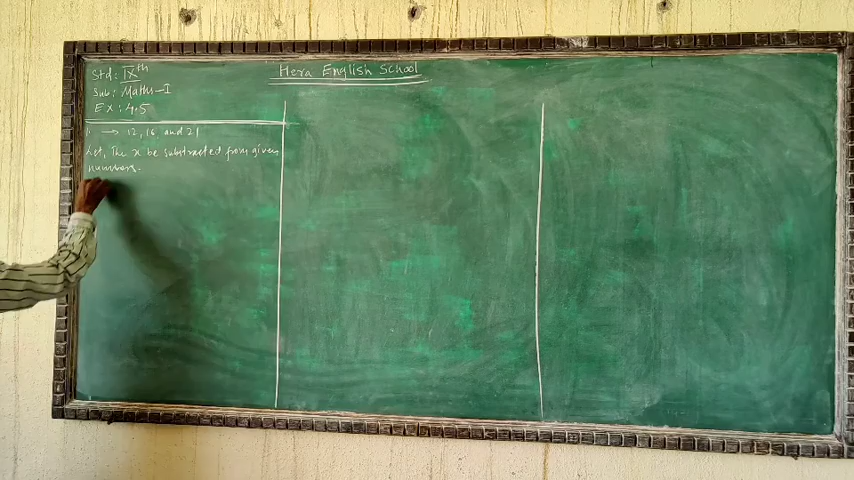 Hera English School
Std: IXth
Sub: Maths-I
Ex: 4.5
1. → 12, 16, and 21
Let, The x be substracted from given
numbers.